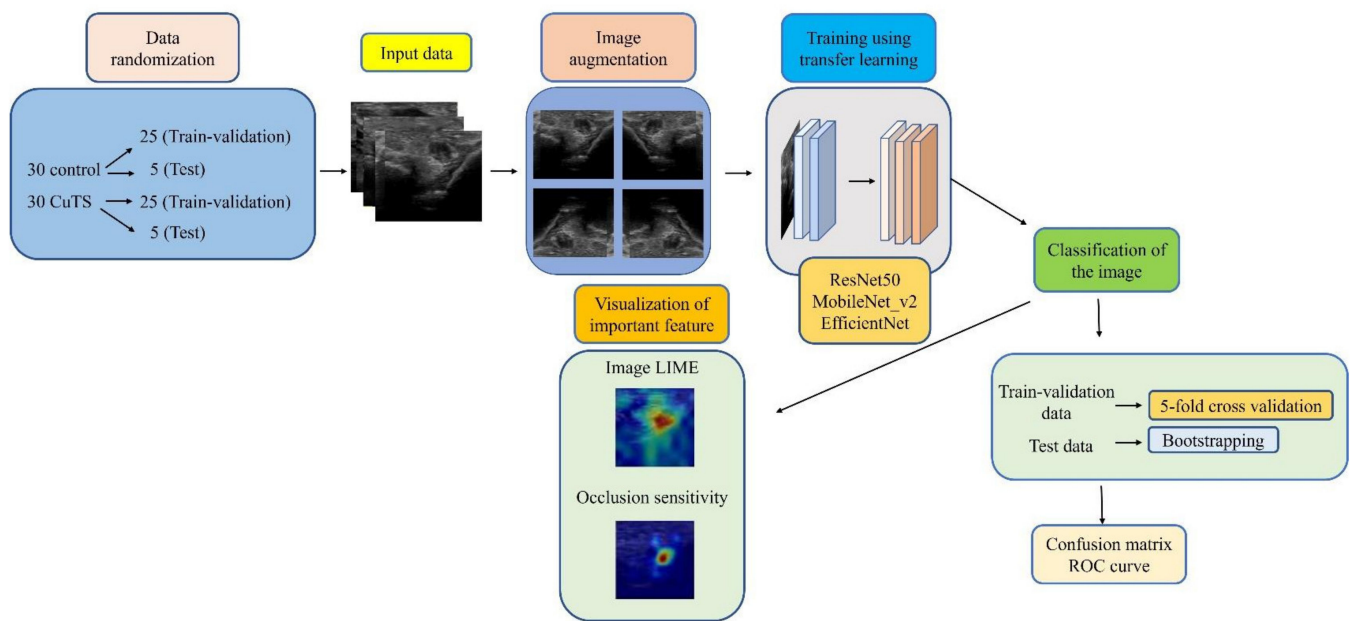 Data
randomization
30 control
25 (Train-validation)
5 (Test)
30 CuTS
25 (Train-validation)
5 (Test)
Input data
Image
augmentation
Training using
transfer learning
ResNet50
MobileNet_v2
EfficientNet
Classification of
the image
Visualization of
important feature
Image LIME
Occlusion sensitivity
Train-validation
data
5-fold cross validation
Test data
Bootstrapping
Confusion matrix
ROC curve